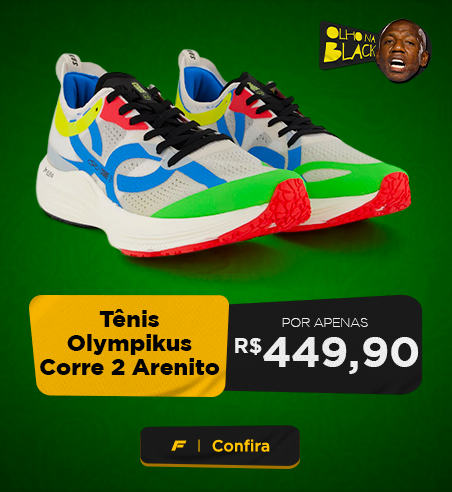 OLHO NA
BLACK
Tênis
Olympikus
Corre 2 Arenito
POR APENAS
R$449,90
F | Confira